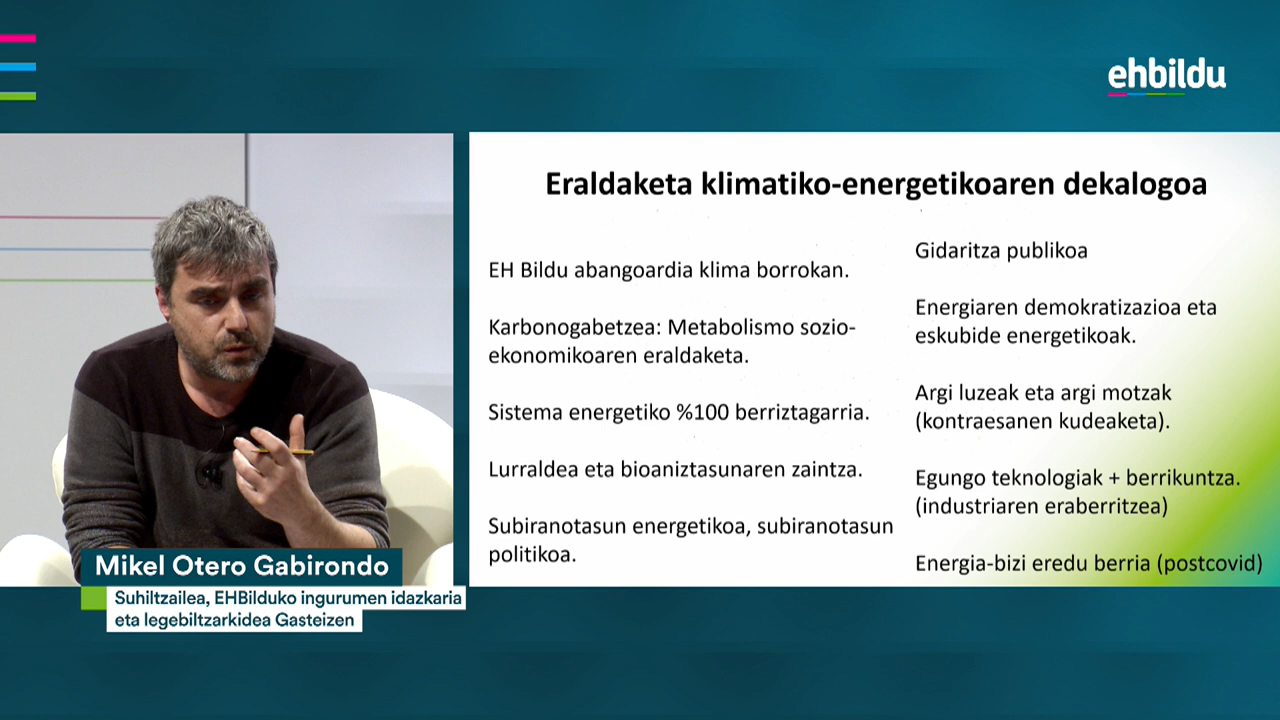 ehbildu
Eraldaketa klimatiko-energetikoaren dekalogoa
EH Bildu abangoardia klima borrokan.
Karbonogabetzea: Metabolismo sozio-
ekonomikoaren eraldaketa.
Sistema energetiko %100 berriztagarria.
Lurraldea eta bioaniztasunaren zaintza.
Subiranotasun energetikoa, subiranotasun
politikoa.
Gidaritza publikoa
Energiaren demokratizazioa eta
eskubide energetikoak.
Argi luzeak eta argi motzak
(kontraesanen kudeaketa).
Egungo teknologiak + berrikuntza.
(industriaren eraberritzea)
Energia-bizi eredu berria (postcovid)
Mikel Otero Gabirondo
Suhiltzailea, EHBilduko ingurumen idazkaria
eta legebiltzarkidea Gasteizen